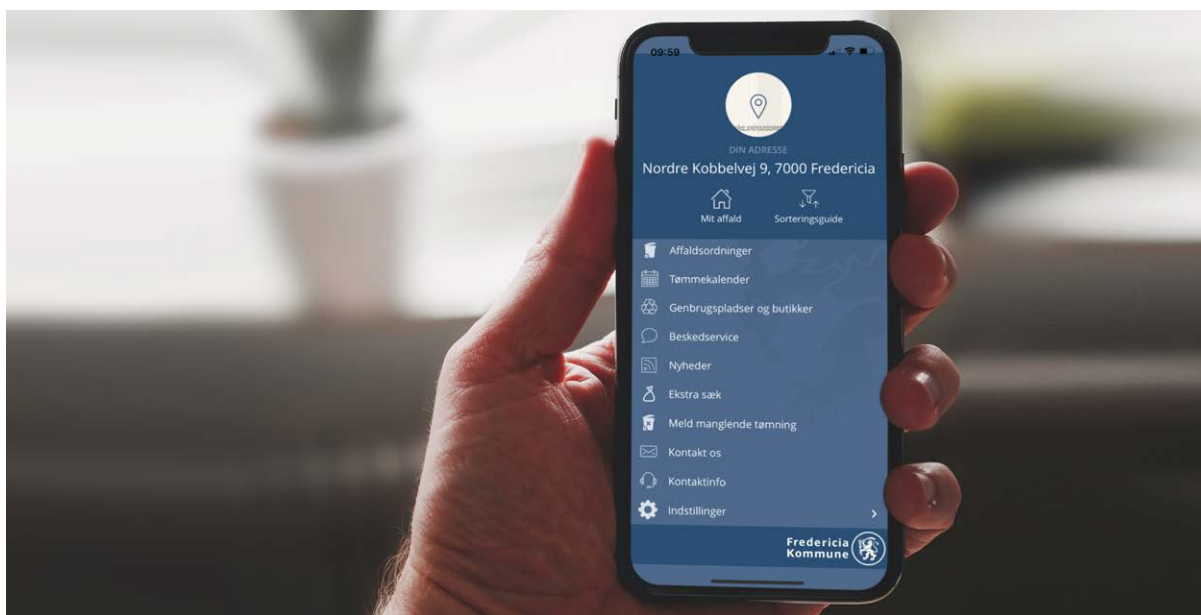 09:59
DIN ADRESSE
Nordre Kobbelvej 9, 7000 Fredericia
Mit affald
Sorteringsguide
Affaldsordninger
Tømmekalender
Genbrugspladser og butikker
Beskedservice
Nyheder
Ekstra sæk
Meld manglende tømning
Kontakt os
Kontaktinfo
Indstillinger
Fredericia
Kommune